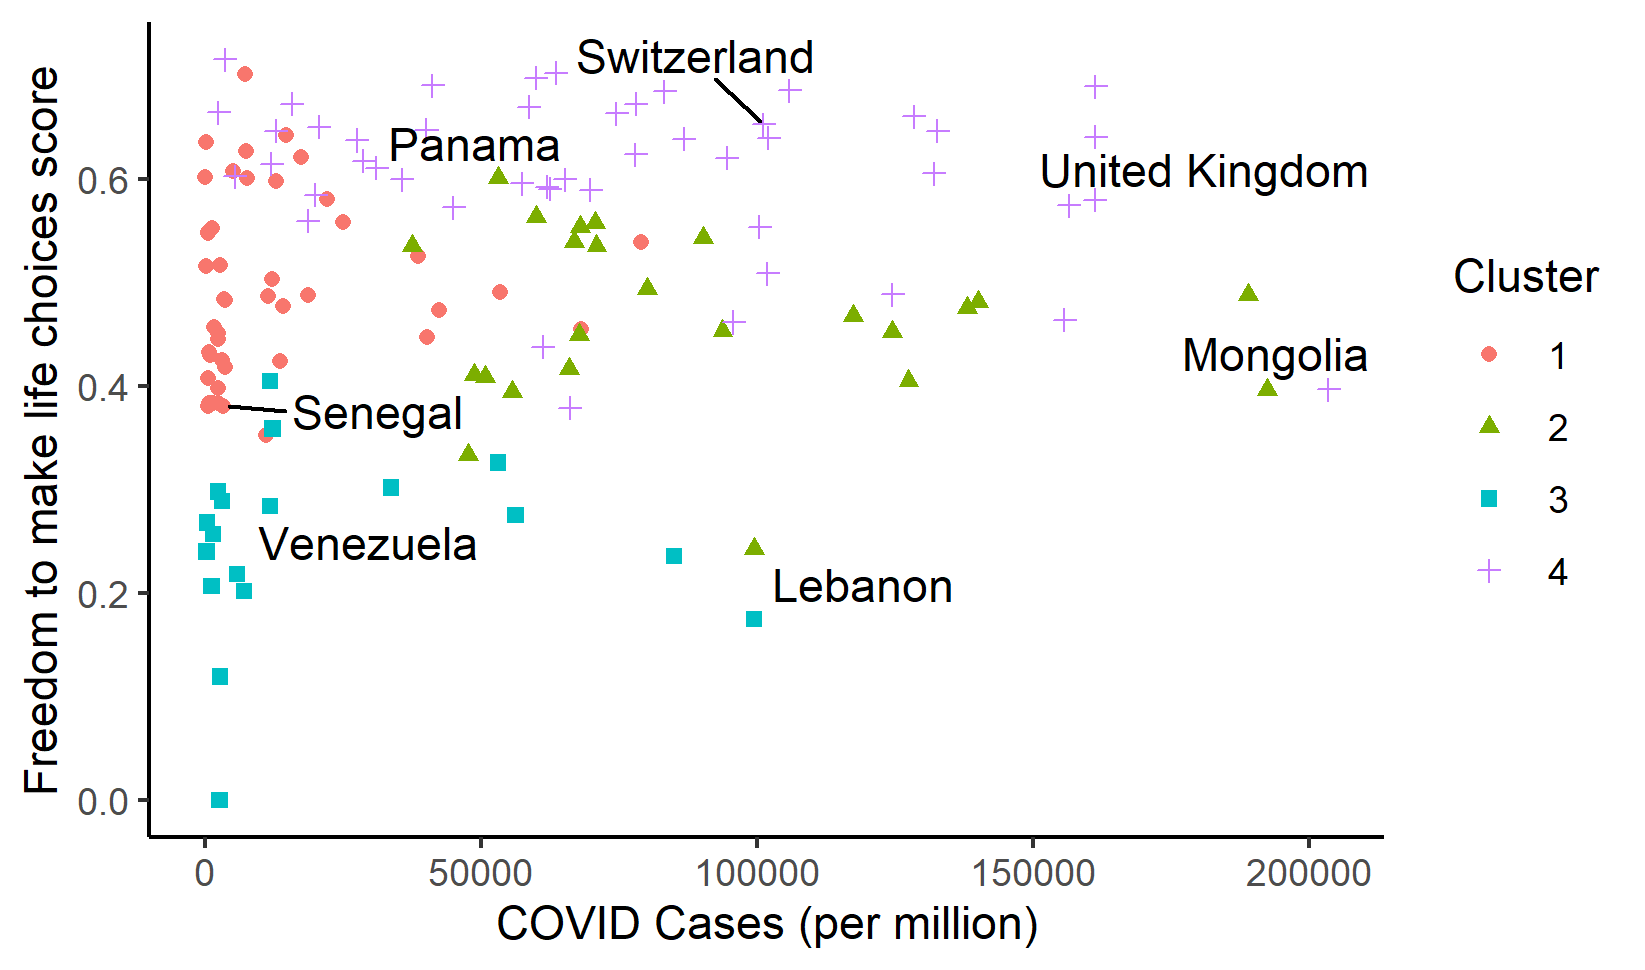 Switzerland
Panama
United Kingdom
Mongolia
Senegal
Venezuela
Lebanon
Freedom to make life choices score
0.6
0.4
0.2
0.0
0
50000
100000
150000
200000
COVID Cases (per million)
Cluster
1
2
3
4